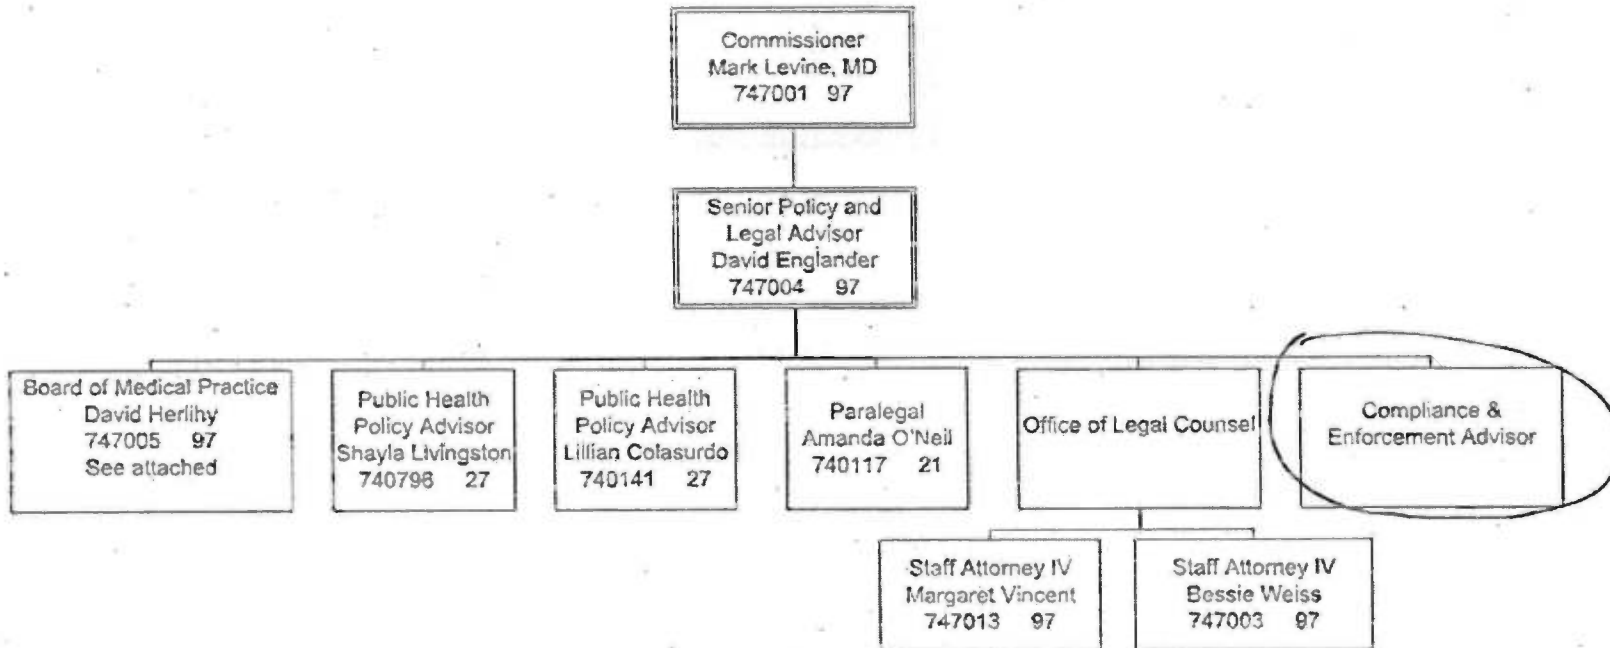 Commissioner
Mark Levine, MD
747001 97
Senior Policy and
Legal Advisor
David Englander
747004 97
Board of Medical Practice
David Herlihy
747005 97
See attached
Public Health
Policy Advisor
Shayla Livingston
740796 27
Public Health
Policy Advisor
Lillian Colasurdo
740141 27
Paralegal
Amanda O'Neil
740117 21
Office of Legal Counsel
Compliance &
Enforcement Advisor
Staff Attorney IV
Margaret Vincent
747013 97
Staff Attorney IV
Bessie Weiss
747003 97